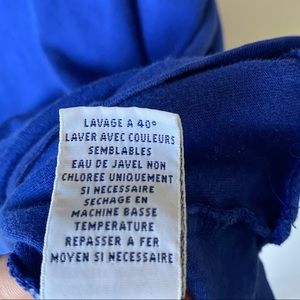 LAVAGE A 40°
LAVER AVEC COULEURS
SEMBLABLES
EAU DE JAVEL NON
CHLOREE UNIQUEMENT
SI NECESSAIRE
SECHAGE EN
MACHINE BASSE
TEMPERATURE
REPASSER A FER
MOYEN SI NECESSAIRE